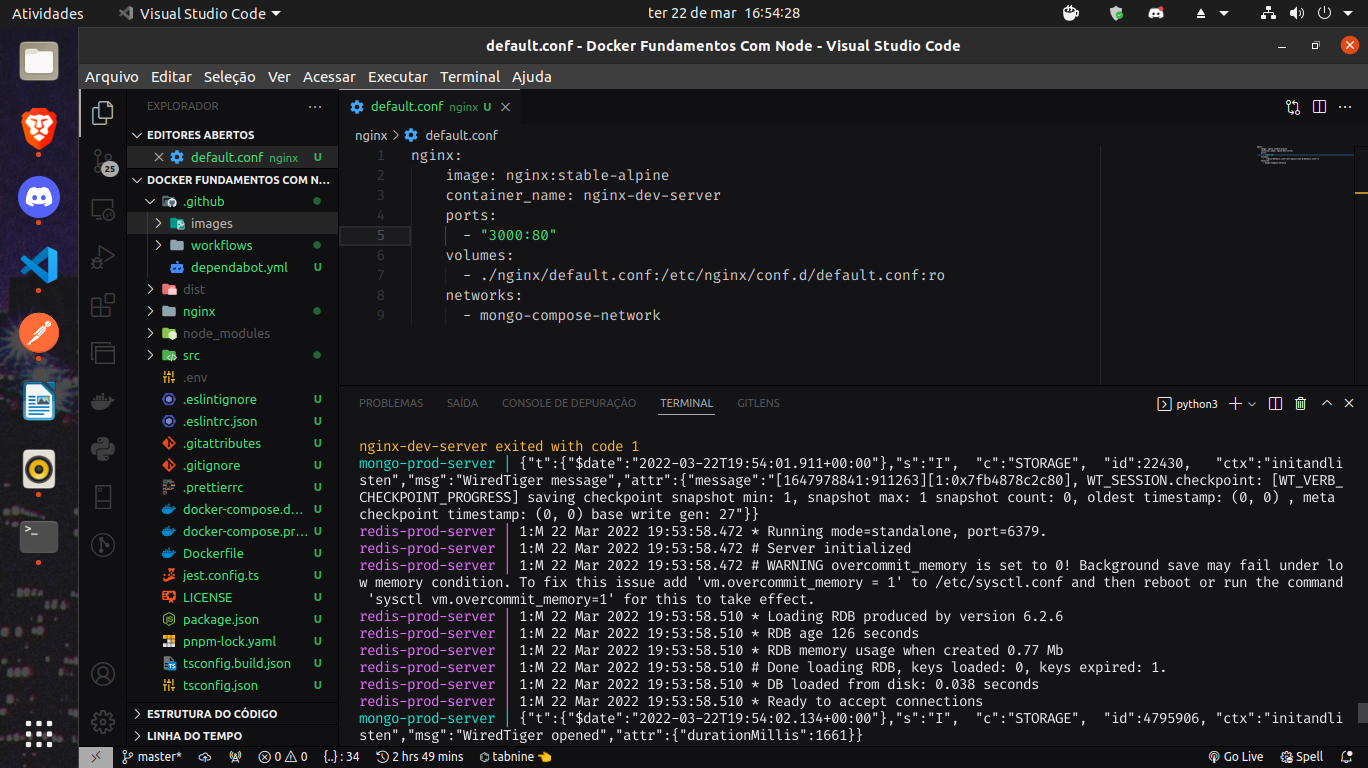 Atividades
Visual Studio Code
ter 22 de mar 16:54:28
default.conf - Docker Fundamentos Com Node - Visual Studio Code
Arquivo Editar Seleção Ver Acessar Executar Terminal Ajuda
EXPLORADOR
EDITORES ABERTOS
default.conf nginx U
DOCKER FUNDAMENTOS COM N...
.github
images
workflows
dependabot.yml U
dist
nginx
node_modules
src
.env
.eslintignore U
.eslintrc.json U
.gitattributes U
.gitignore U
.prettierrc U
docker-compose.d... U
docker-compose.pr... U
Dockerfile U
jest.config.ts U
LICENSE U
package.json U
pnpm-lock.yaml U
tsconfig.build.json U
tsconfig.json U
ESTRUTURA DO CÓDIGO
LINHA DO TEMPO
25
default.conf nginx U
nginx > default.conf
1 nginx:
2 image: nginx:stable-alpine
3 container_name: nginx-dev-server
4 ports:
5 - "3000:80"
6 volumes:
7 - ./nginx/default.conf:/etc/nginx/conf.d/default.conf:ro
8 networks:
9 - mongo-compose-network
PROBLEMAS SAÍDA CONSOLE DE DEPURAÇÃO TERMINAL GITLENS
python3
nginx-dev-server exited with code 1
mongo-prod-server | {"t":{"$date":"2022-03-22T19:54:01.911+00:00"},"s":"I", "c":"STORAGE", "id":22430, "ctx":"initandli
sten","msg":"WiredTiger message","attr":{"message":"[1647978841:911263][1:0x7fb4878c2c80], WT_SESSION.checkpoint: [WT_VERB_
CHECKPOINT_PROGRESS] saving checkpoint snapshot min: 1, snapshot max: 1 snapshot count: 0, oldest timestamp: (0, 0) , meta
checkpoint timestamp: (0, 0) base write gen: 27"}}
redis-prod-server | 1:M 22 Mar 2022 19:53:58.472 * Running mode=standalone, port=6379.
redis-prod-server | 1:M 22 Mar 2022 19:53:58.472 # Server initialized
redis-prod-server | 1:M 22 Mar 2022 19:53:58.472 # WARNING overcommit_memory is set to 0! Background save may fail under lo
w memory condition. To fix this issue add 'vm.overcommit_memory = 1' to /etc/sysctl.conf and then reboot or run the command
'sysctl vm.overcommit_memory=1' for this to take effect.
redis-prod-server | 1:M 22 Mar 2022 19:53:58.510 * Loading RDB produced by version 6.2.6
redis-prod-server | 1:M 22 Mar 2022 19:53:58.510 * RDB age 126 seconds
redis-prod-server | 1:M 22 Mar 2022 19:53:58.510 * RDB memory usage when created 0.77 Mb
redis-prod-server | 1:M 22 Mar 2022 19:53:58.510 # Done loading RDB, keys loaded: 0, keys expired: 1.
redis-prod-server | 1:M 22 Mar 2022 19:53:58.510 * DB loaded from disk: 0.038 seconds
redis-prod-server | 1:M 22 Mar 2022 19:53:58.510 * Ready to accept connections
mongo-prod-server | {"t":{"$date":"2022-03-22T19:54:02.134+00:00"},"s":"I", "c":"STORAGE", "id":4795906, "ctx":"initandli
sten","msg":"WiredTiger opened","attr":{"durationMillis":1661}}
master* 0 0 {..} : 34 2 hrs 49 mins tabnine Go Live Spell